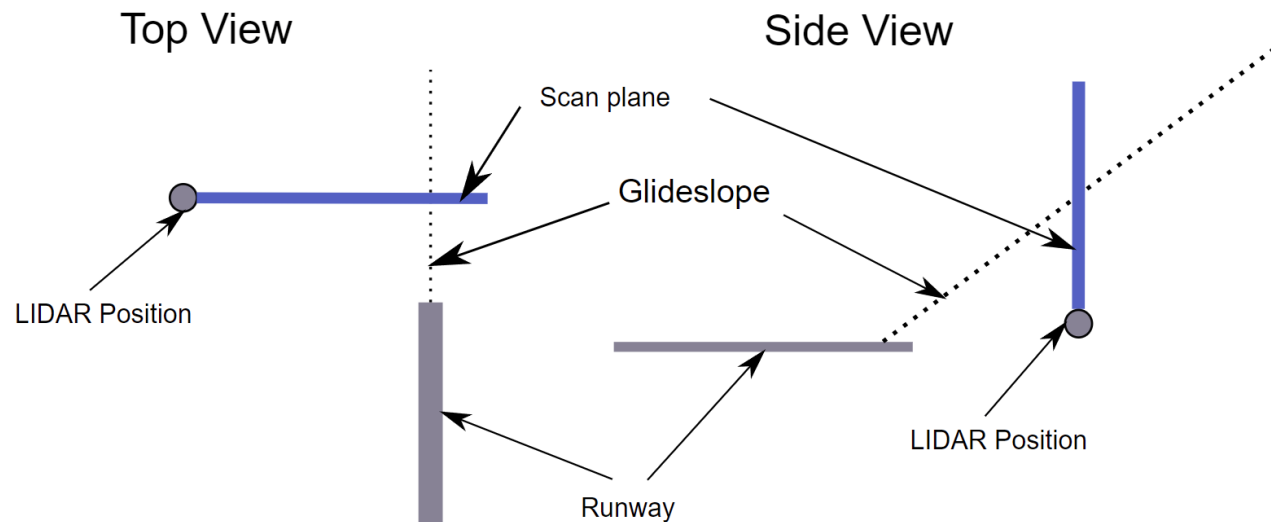 Top View
Side View
Scan plane
Glideslope
LIDAR Position
LIDAR Position
Runway